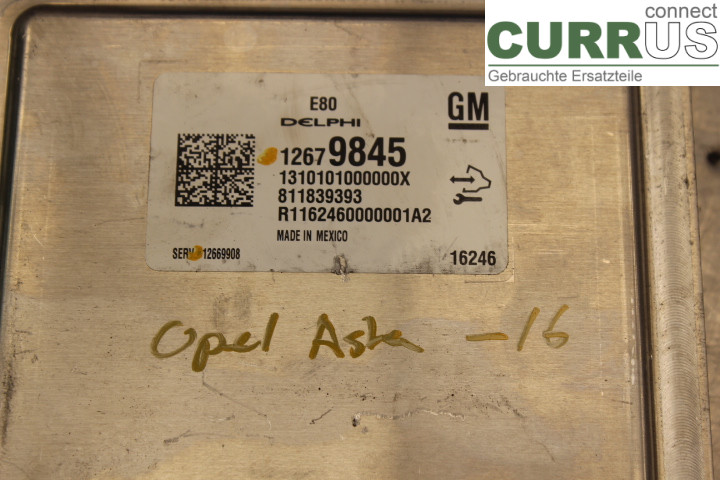 connect
CURRUS
Gebrauchte Ersatzteile
E80
GM
DELPHI
12679845
1310101000000X
811839393
R1162460000001A2
MADE IN MEXICO
SERV 12669908
16246
Opel Astra -16